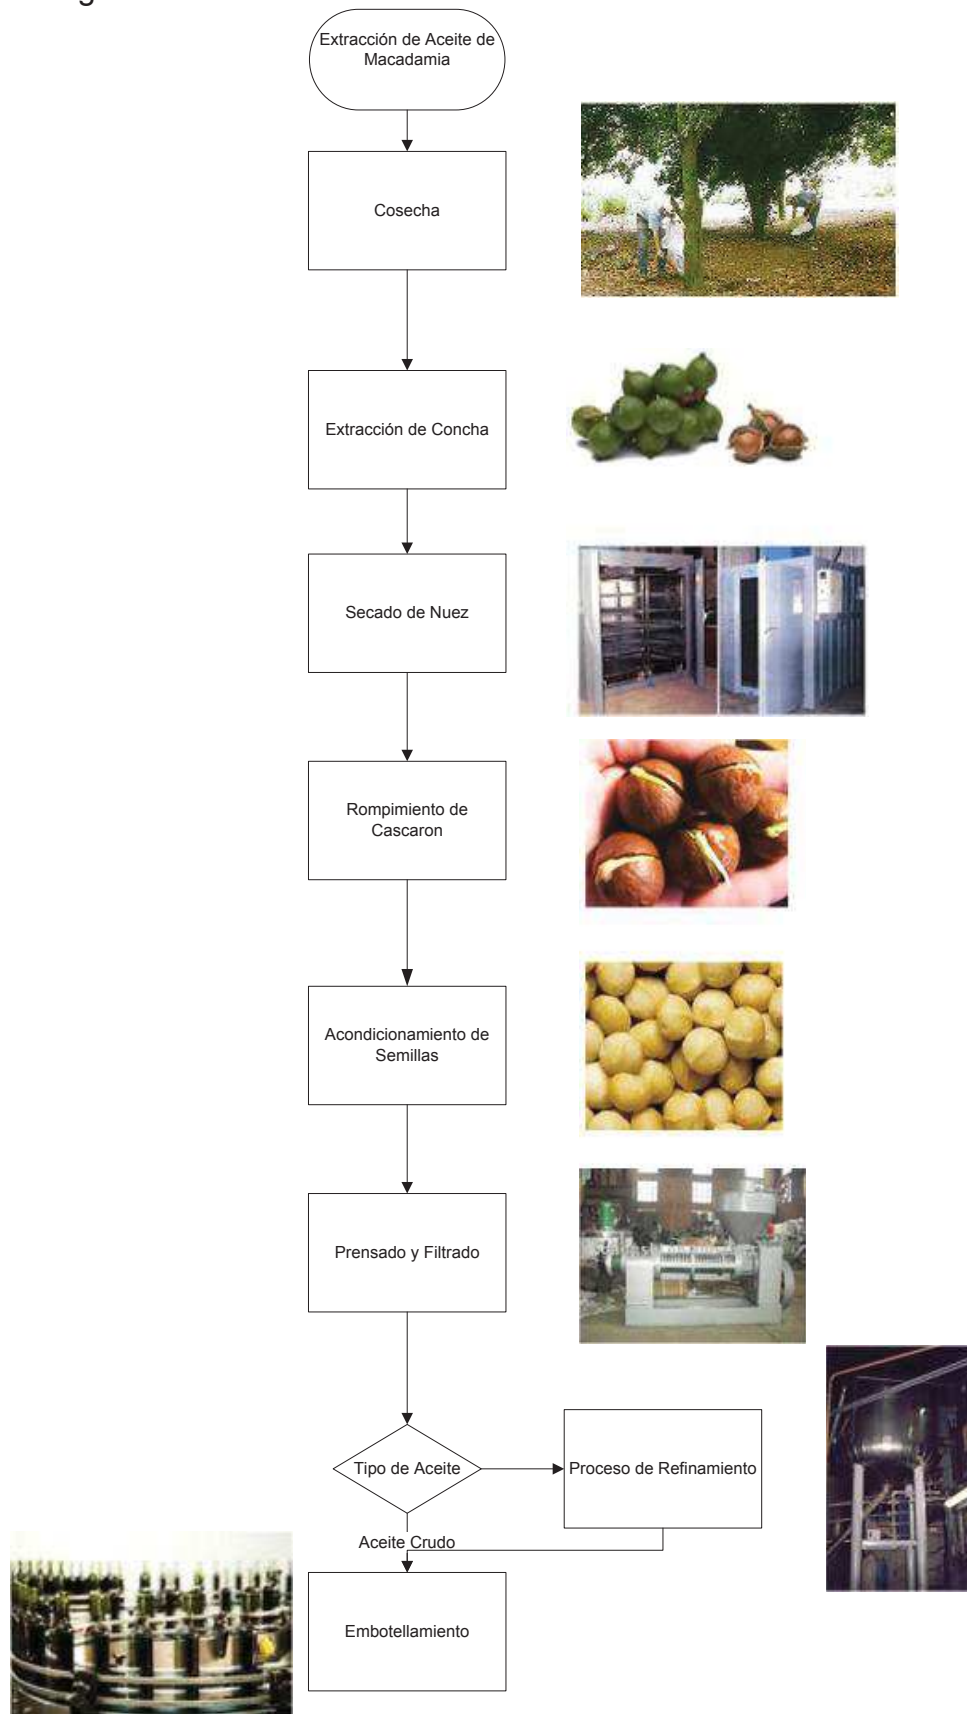 Extracción de Aceite de
Macadamia
Cosecha
Extracción de Concha
Secado de Nuez
Rompimiento de
Cascaron
Acondicionamiento de
Semillas
Prensado y Filtrado
Tipo de Aceite
Proceso de Refinamiento
Aceite Crudo
Embotellamiento